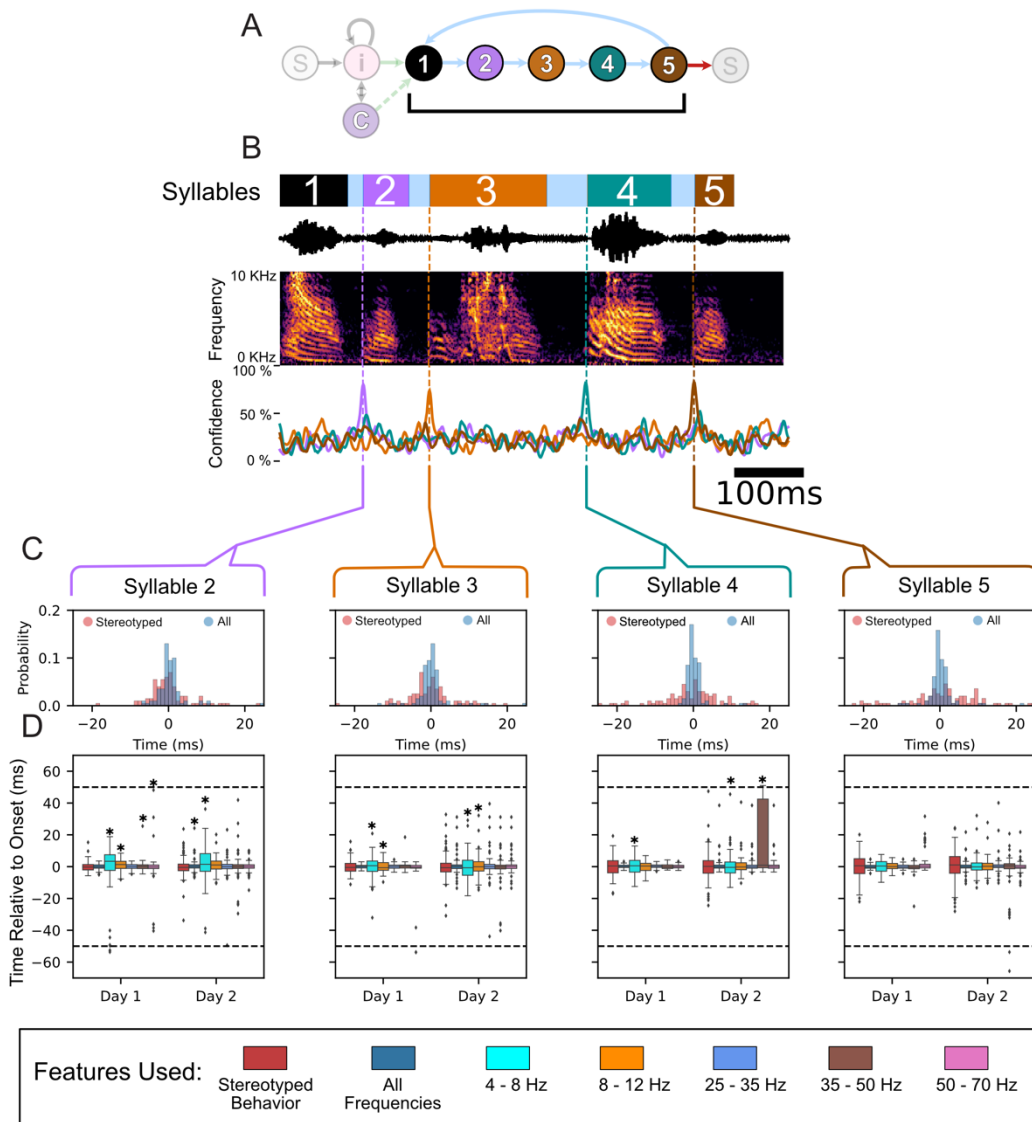 A
S i 1 2 3 4 5 S
C
B
Syllables 1 2 3 4 5
10 KHz
Frequency
0 KHz
100 %
Confidence
50 %
0 %
100ms
C
Syllable 2 Syllable 3 Syllable 4 Syllable 5
0.2
Stereotyped All Stereotyped All Stereotyped All Stereotyped All
Probability
0.1
0.0
−20 0 20 −20 0 20 −20 0 20 −20 0 20
Time (ms) Time (ms) Time (ms) Time (ms)
D
Time Relative to Onset (ms)
60
40
20
0
−20
−40
−60
* * * * * * * * * * * * *
Day 1 Day 2 Day 1 Day 2 Day 1 Day 2 Day 1 Day 2
Features Used:
Stereotyped Behavior
All Frequencies
4 - 8 Hz
8 - 12 Hz
25 - 35 Hz
35 - 50 Hz
50 - 70 Hz